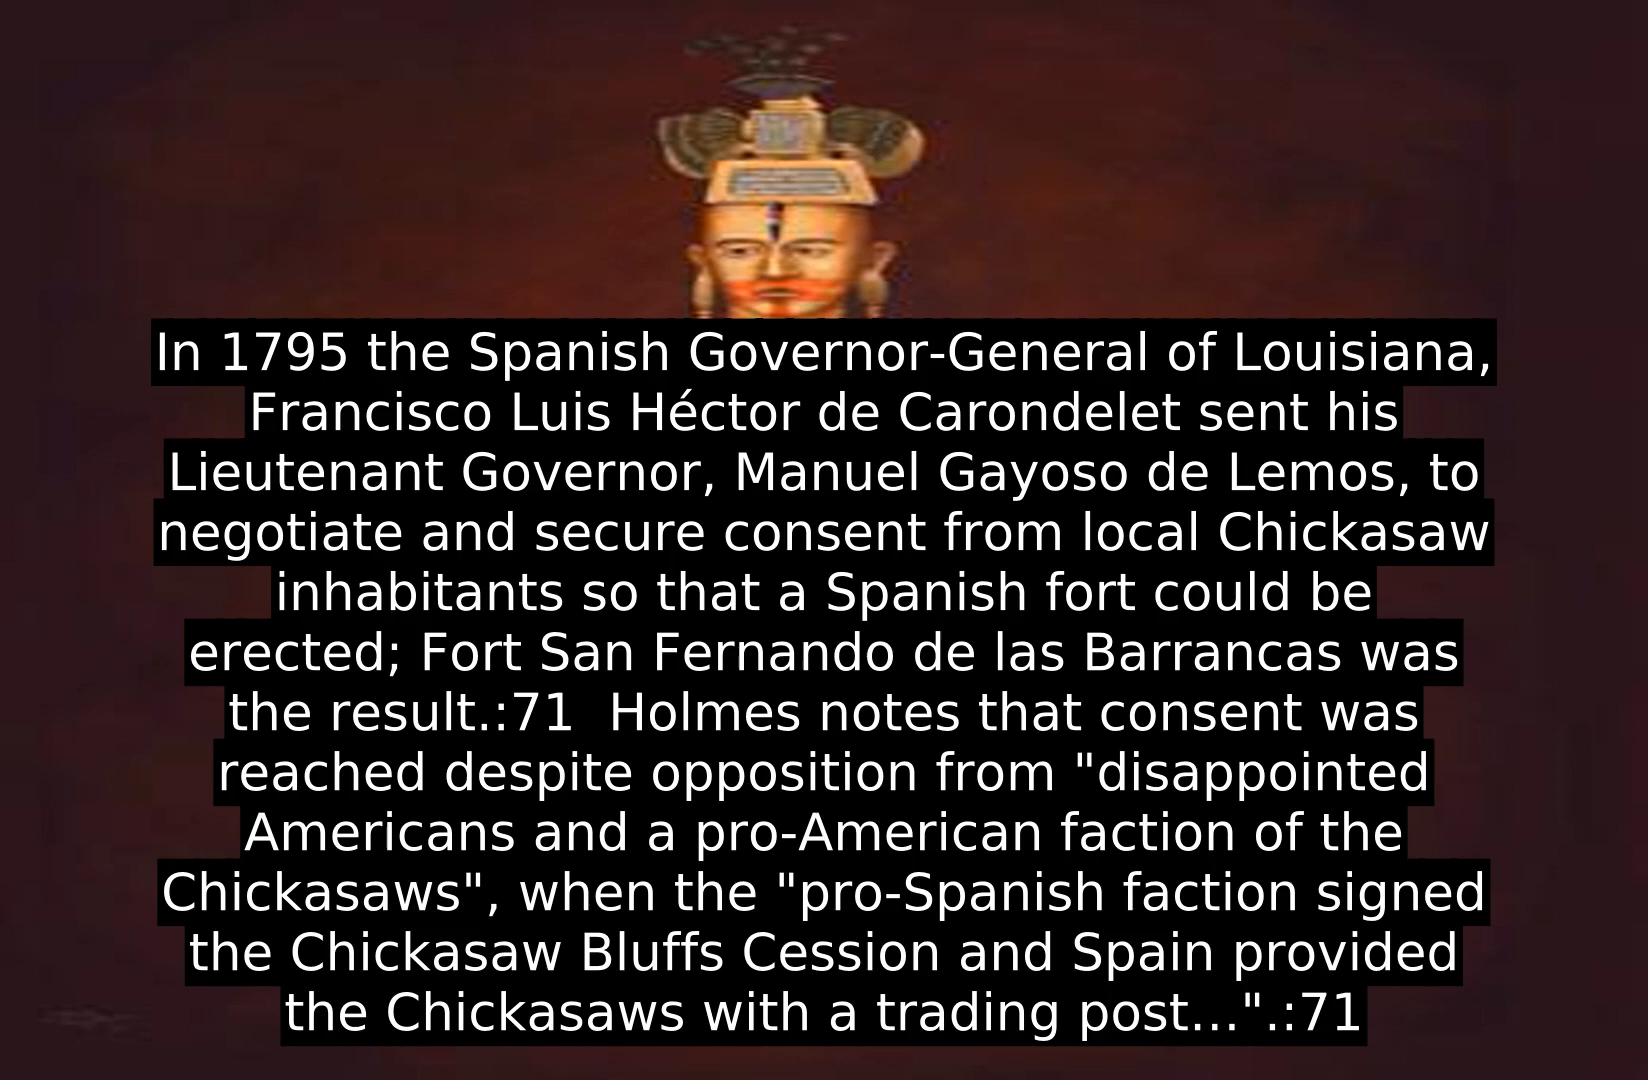 In 1795 the Spanish Governor-General of Louisiana,
Francisco Luis Héctor de Carondelet sent his
Lieutenant Governor, Manuel Gayoso de Lemos, to
negotiate and secure consent from local Chickasaw
inhabitants so that a Spanish fort could be
erected; Fort San Fernando de las Barrancas was
the result.:71  Holmes notes that consent was
reached despite opposition from "disappointed
Americans and a pro-American faction of the
Chickasaws", when the "pro-Spanish faction signed
the Chickasaw Bluffs Cession and Spain provided
the Chickasaws with a trading post...".:71